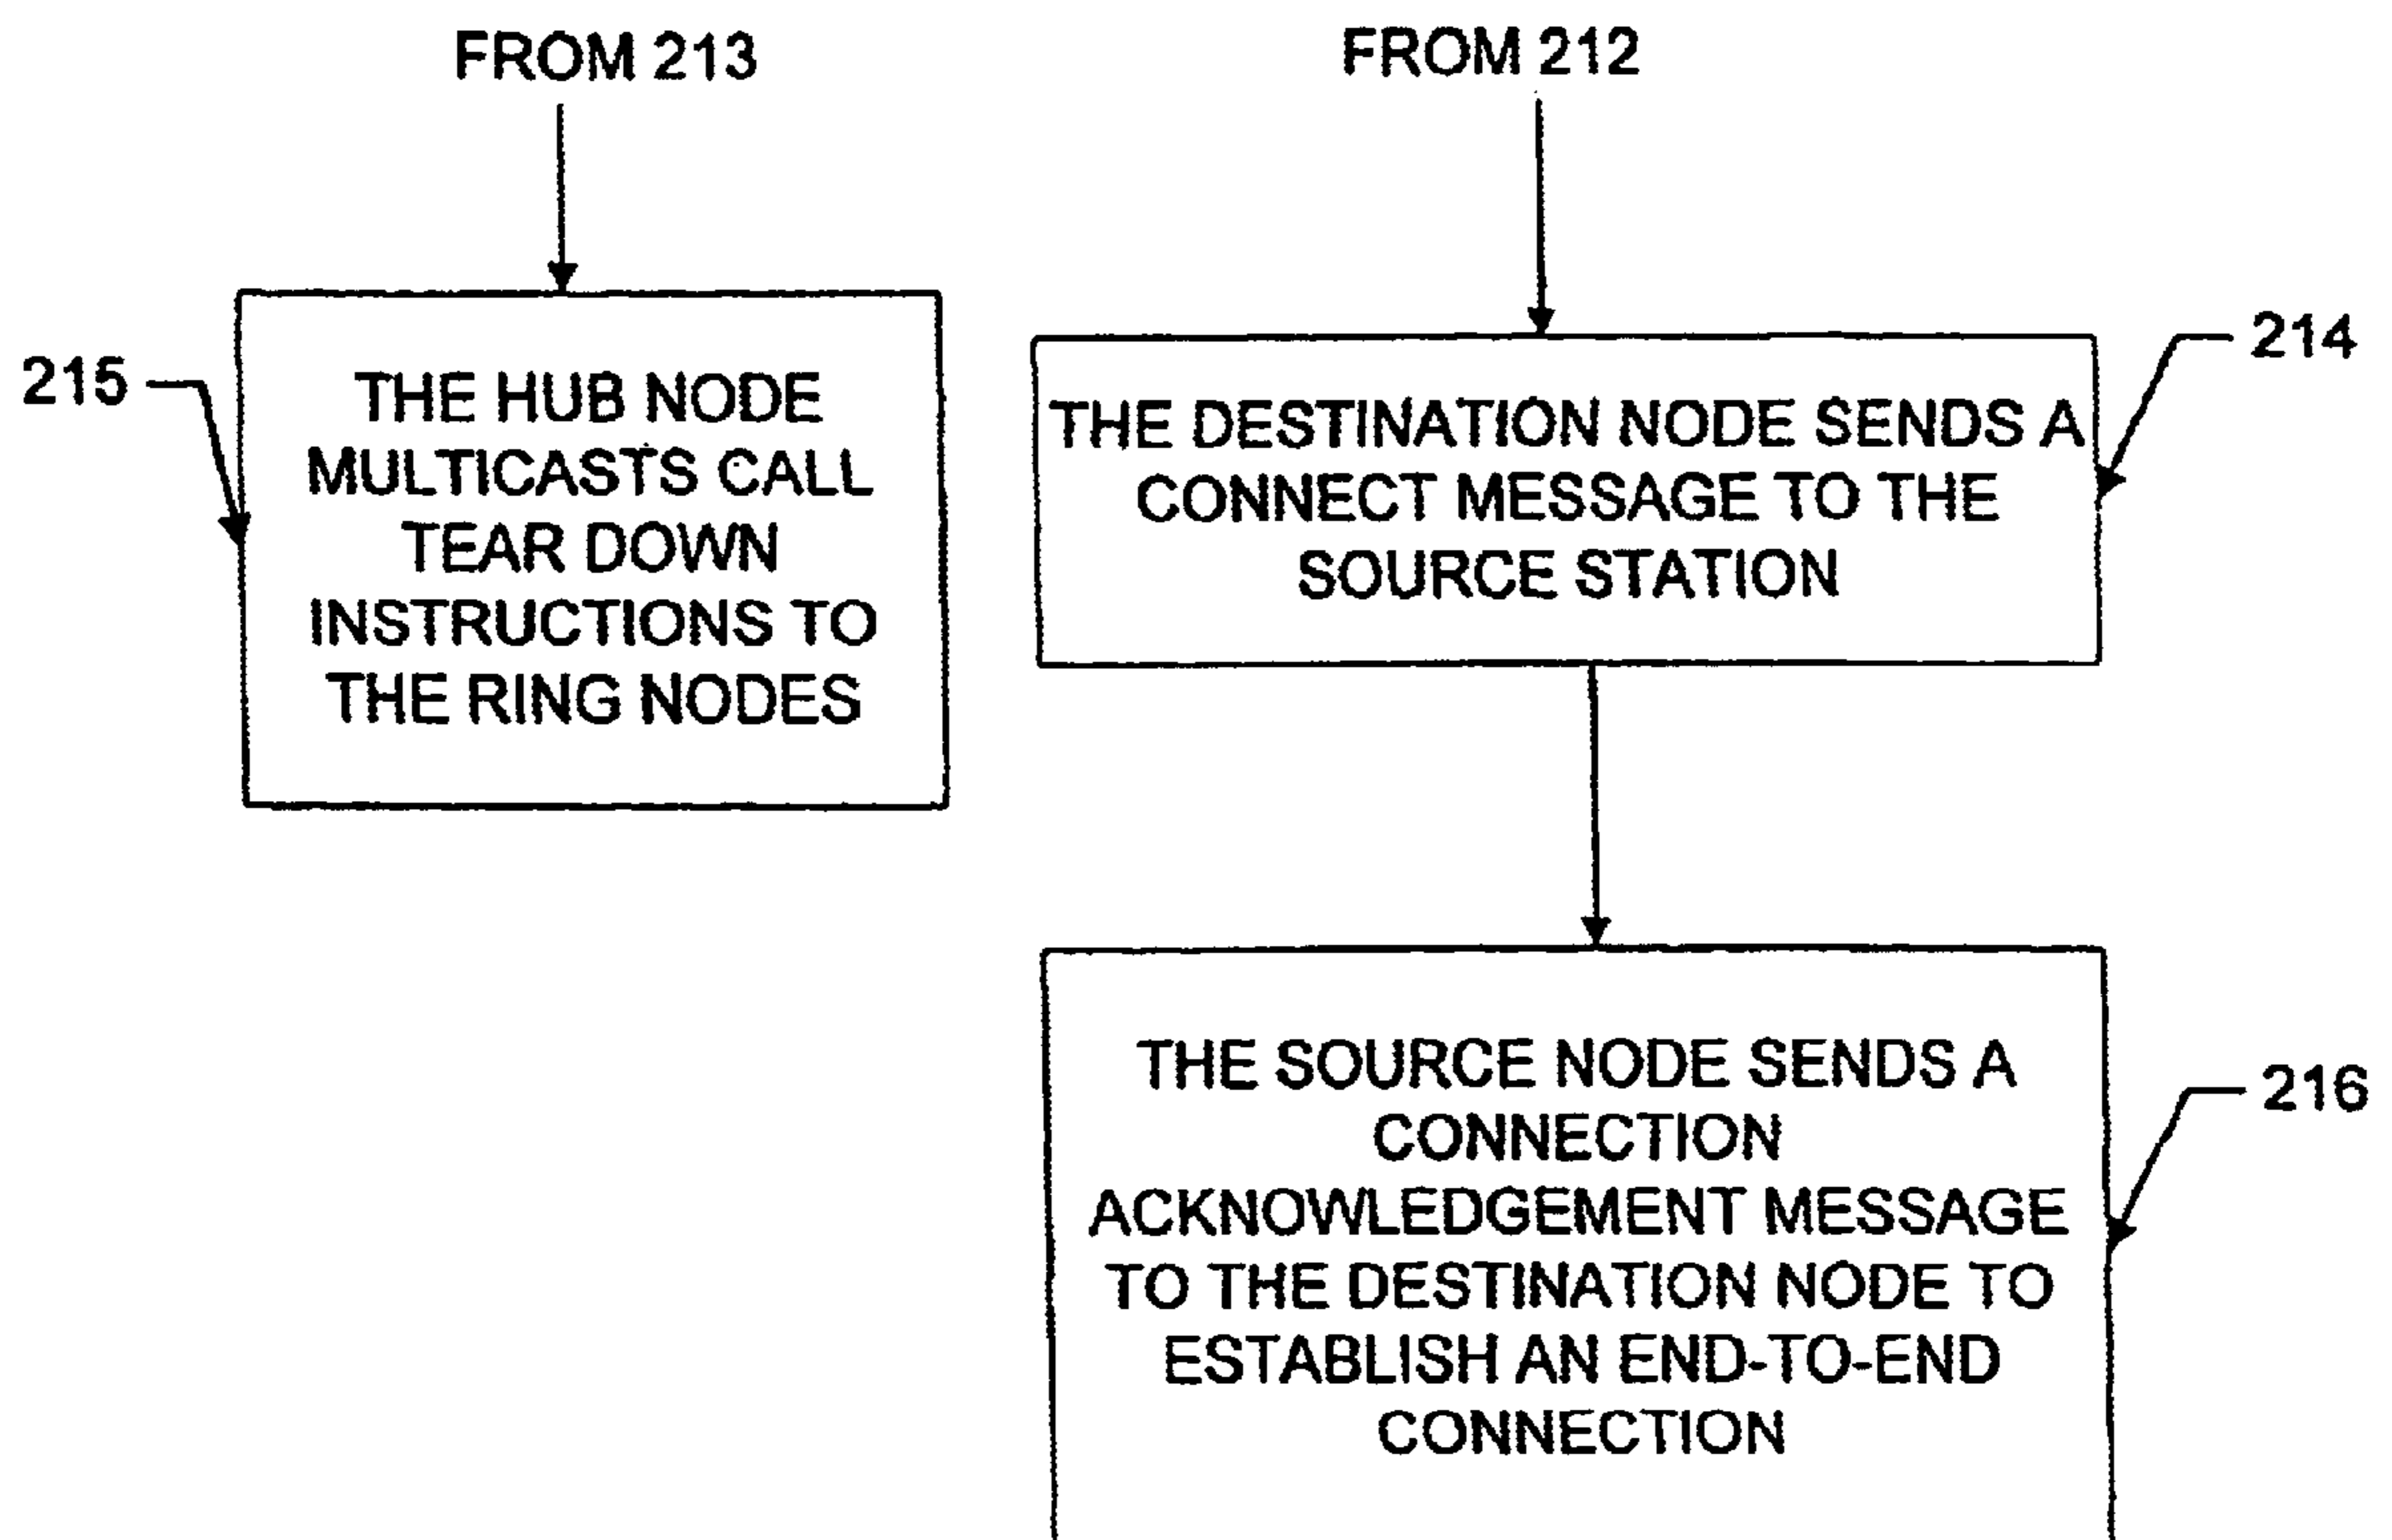 FROM 213
FROM 212
215
THE HUB NODE
MULTICASTS CALL
TEAR DOWN
INSTRUCTIONS TO
THE RING NODES
214
THE DESTINATION NODE SENDS A
CONNECT MESSAGE TO THE
SOURCE STATION
216
THE SOURCE NODE SENDS A
CONNECTION
ACKNOWLEDGEMENT MESSAGE
TO THE DESTINATION NODE TO
ESTABLISH AN END-TO-END
CONNECTION